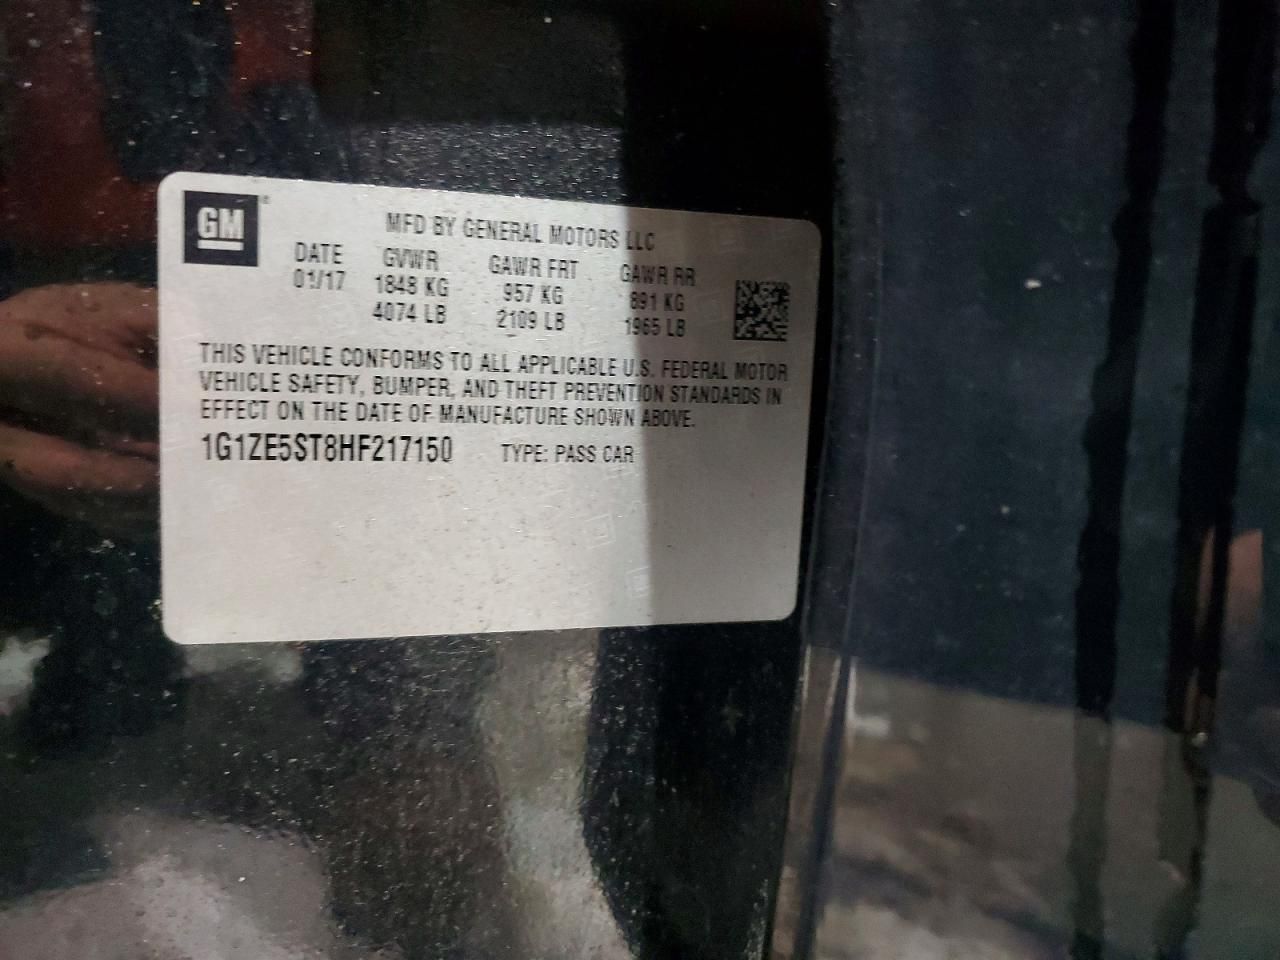 GM®
MFD BY GENERAL MOTORS LLC
DATE GVWR GAWR FRT GAWR RR
01/17 1848 KG 957 KG 891 KG
4074 LB 2109 LB 1965 LB
THIS VEHICLE CONFORMS TO ALL APPLICABLE U.S. FEDERAL MOTOR
VEHICLE SAFETY, BUMPER, AND THEFT PREVENTION STANDARDS IN
EFFECT ON THE DATE OF MANUFACTURE SHOWN ABOVE.
1G1ZE5ST8HF217150 TYPE: PASS CAR